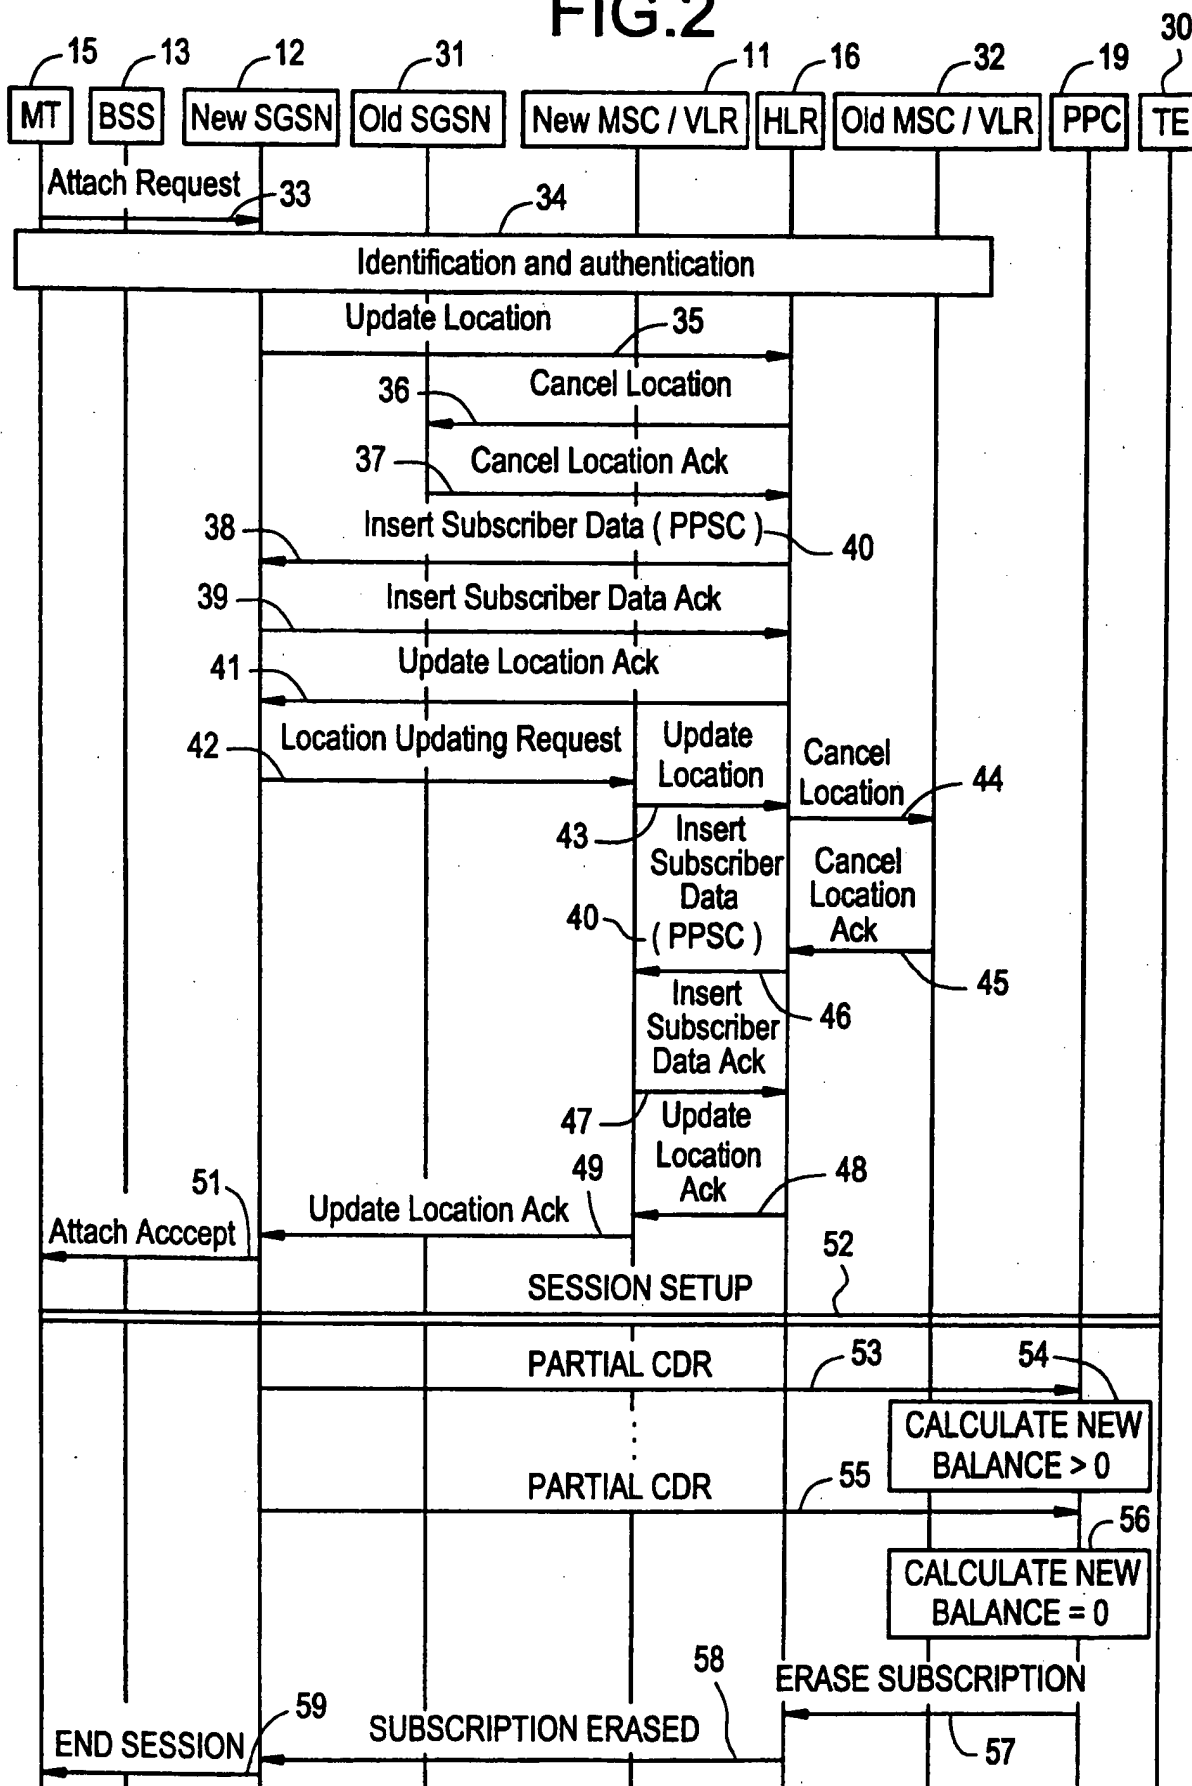 FIG.2
15 13 12 31 11 16 32 19 30
MT BSS New SGSN Old SGSN New MSC / VLR HLR Old MSC / VLR PPC TE
Attach Request
33
34
Identification and authentication
Update Location
35
Cancel Location
36
37
Cancel Location Ack
38
Insert Subscriber Data ( PPSC )
40
39
Insert Subscriber Data Ack
Update Location Ack
41
42
Location Updating Request
Update
Location
Cancel
Location
44
43
Insert
Subscriber
Data
40
( PPSC )
Cancel
Location
Ack
45
46
Insert
Subscriber
Data Ack
47
Update
Location
Ack
48
49
51
Update Location Ack
Attach Acccept
52
SESSION SETUP
PARTIAL CDR
53
54
CALCULATE NEW
BALANCE > 0
PARTIAL CDR
55
56
CALCULATE NEW
BALANCE = 0
58
ERASE SUBSCRIPTION
59
SUBSCRIPTION ERASED
57
END SESSION